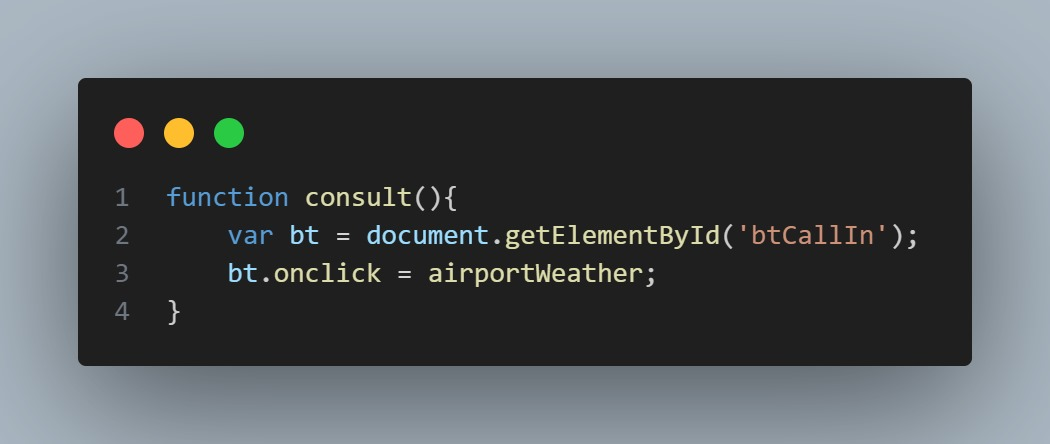 1 function consult(){
2     var bt = document.getElementById('btCallIn');
3     bt.onclick = airportWeather;
4 }